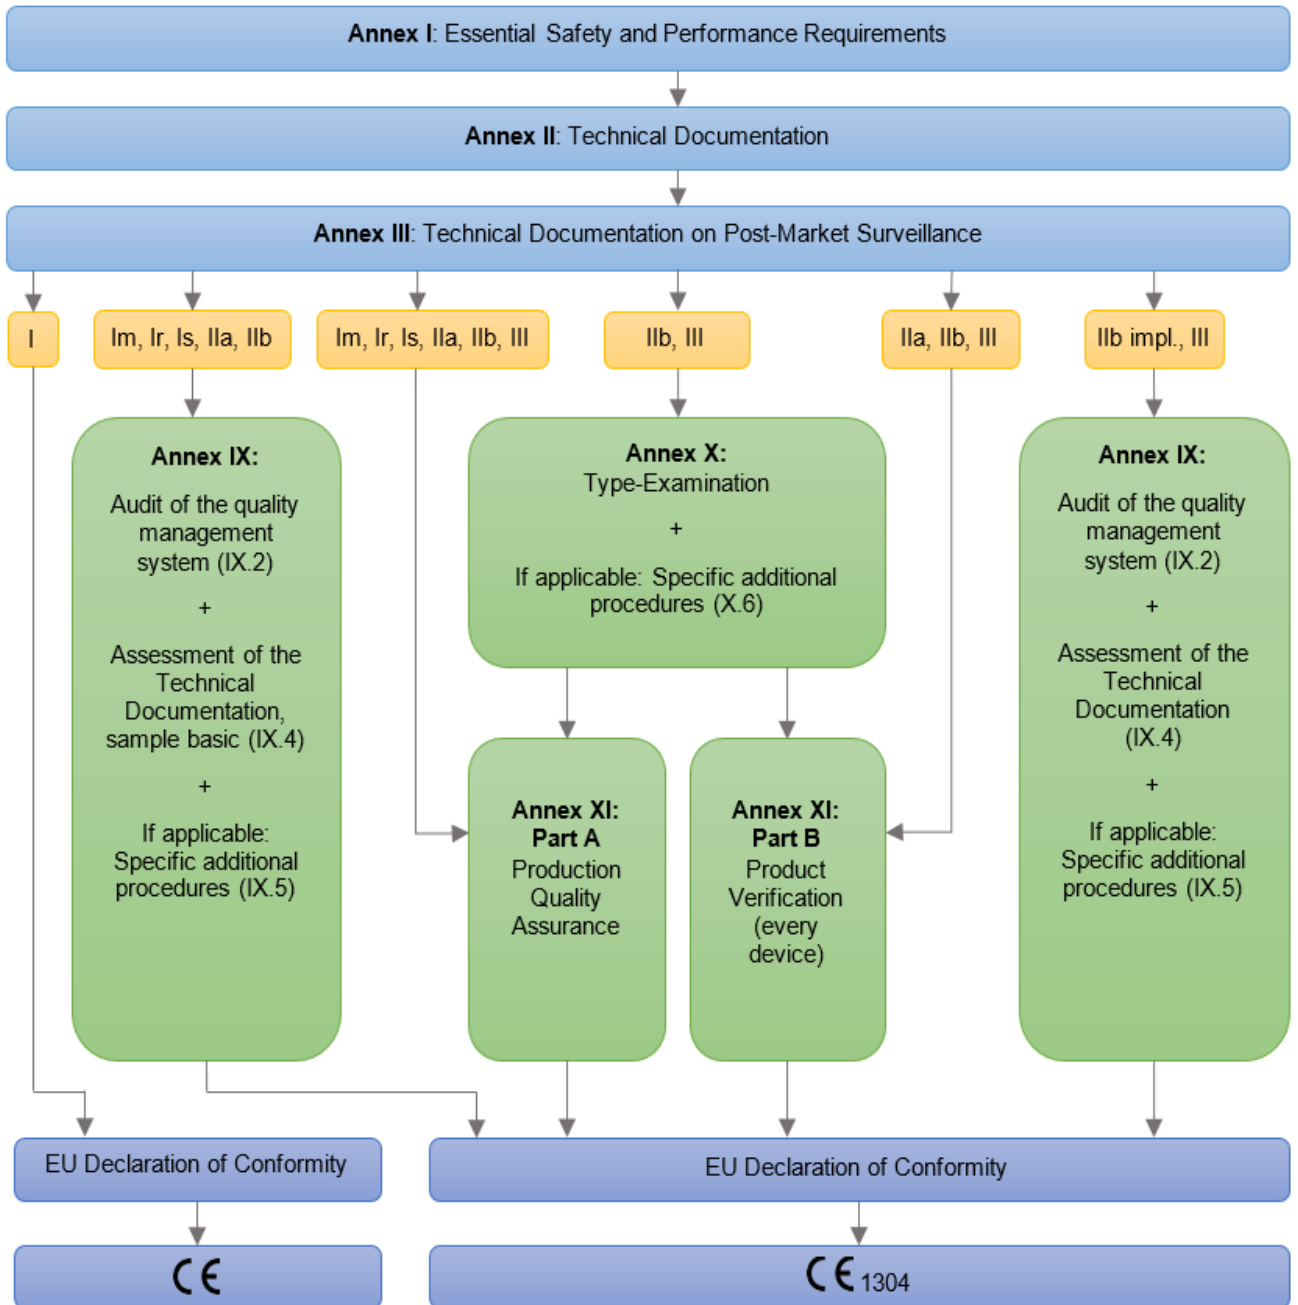 Annex I: Essential Safety and Performance Requirements
Annex II: Technical Documentation
Annex III: Technical Documentation on Post-Market Surveillance
I
Im, Ir, Is, IIa, IIb
Im, Ir, Is, IIa, IIb, III
IIb, III
IIa, IIb, III
IIb impl., III
Annex IX:
Audit of the quality
management
system (IX.2)
+
Assessment of the
Technical
Documentation,
sample basic (IX.4)
+
If applicable:
Specific additional
procedures (IX.5)
Annex X:
Type-Examination
+
If applicable: Specific additional
procedures (X.6)
Annex XI:
Part A
Production
Quality
Assurance
Annex XI:
Part B
Product
Verification
(every
device)
Annex IX:
Audit of the quality
management
system (IX.2)
+
Assessment of the
Technical
Documentation
(IX.4)
+
If applicable:
Specific additional
procedures (IX.5)
EU Declaration of Conformity
EU Declaration of Conformity
CE
CE 1304